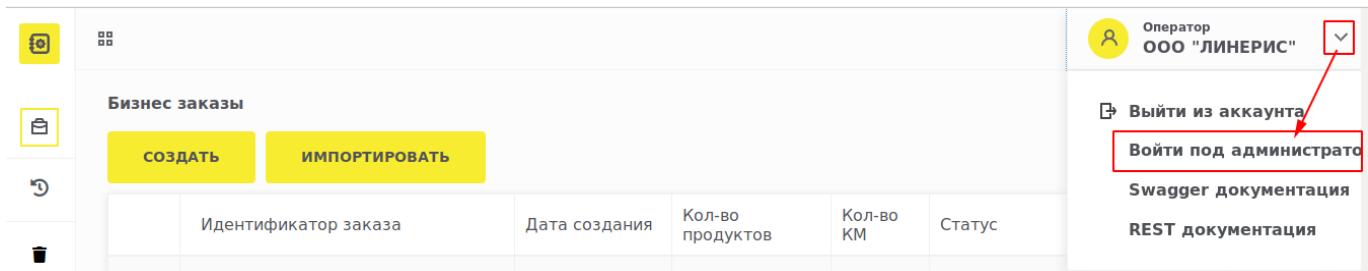 Оператор
ООО "ЛИНЕРИС"
Бизнес заказы
СОЗДАТЬ
ИМПОРТИРОВАТЬ
Выйти из аккаунта
Войти под администрато
Swagger документация
REST документация
Идентификатор заказа
Дата создания
Кол-во
продуктов
Кол-во
КМ
Статус